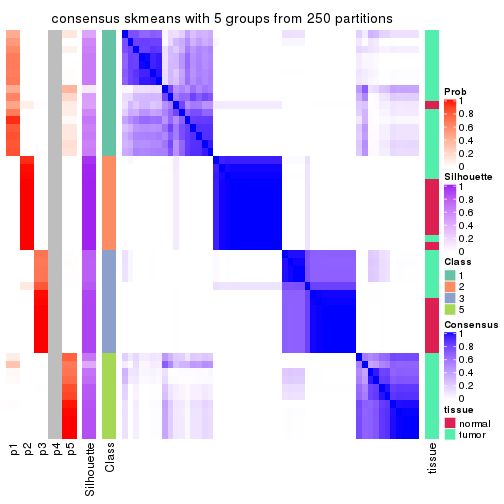 consensus skmeans with 5 groups from 250 partitions
Prob
1
0.8
0.6
0.4
0.2
0
Silhouette
1
0.8
0.6
0.4
0.2
0
Class
1
2
3
5
Consensus
1
0.8
0.6
0.4
0.2
0
tissue
normal
tumor
p1
p2
p3
p4
p5
Silhouette
Class
tissue